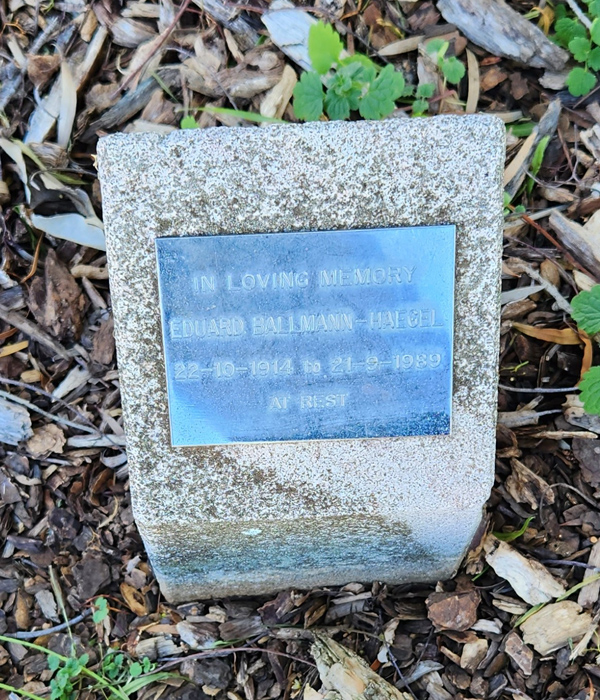 IN LOVING MEMORY
EDUARD BALLMANN-HAEGEL
22-10-1914 to 21-9-1989
AT REST